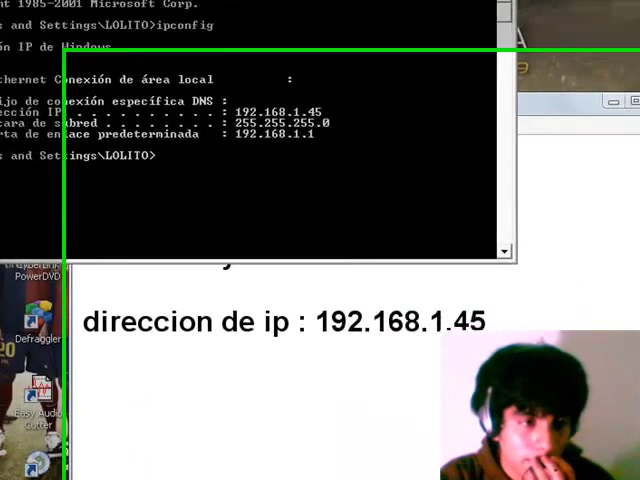 nt 1985-2001 Microsoft Corp.
s and Settings\LOLITO>ipconfig
ón IP de Windows
thernet Conexión de área local :
ijo de conexión específica DNS :
ección IP. . . . . . . . . . . : 192.168.1.45
cara de subred . . . . . . . . : 255.255.255.0
rta de enlace predeterminada : 192.168.1.1
s and Settings\LOLITO>
direccion de ip : 192.168.1.45
PowerDVD
Defraggler
Easy Audio
Cutter